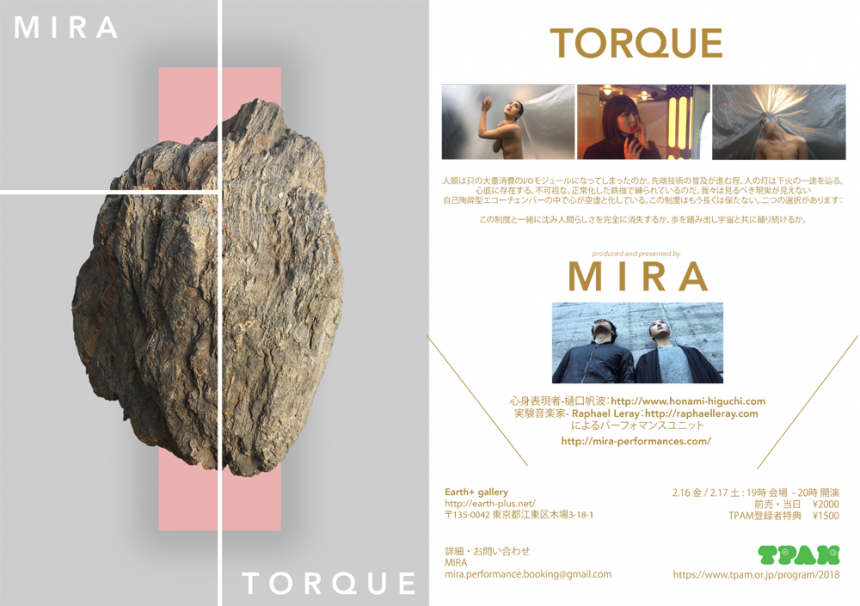 MIRA
TORQUE
TORQUE
人類は只の大量消費のI/Oモジュールになってしまったのか。先端技術の普及が進む程、人の灯は下火の一途を辿る。
心底に存在する、不可視な、正常化した鉄棰で縛られているのだ。我々は見るべき現実が見えない
自己陶酔型エコーチェンバーの中で心が空虚と化している。この制度はもう長くは保たない。二つの選択があります：
この制度と一緒に沈み人間らしさを完全に消失するか、歩を踏み出し宇宙と共に踊り続けるか。
produced and presented by
MIRA
心身表現者-樋口帆波：http://www.honami-higuchi.com
実験音楽家- Raphael Leray：http://raphaelleray.com
によるパーフォマンスユニット
http://mira-performances.com/
Earth+ gallery
http://earth-plus.net/
〒135-0042 東京都江東区木場3-18-1
2.16 金 / 2.17 土 : 19時 会場 - 20時 開演
前売・当日 ¥2000
TPAM登録者特典 ¥1500
詳細・お問い合わせ
MIRA
mira.performance.booking@gmail.com
TPAM
https://www.tpam.or.jp/program/2018